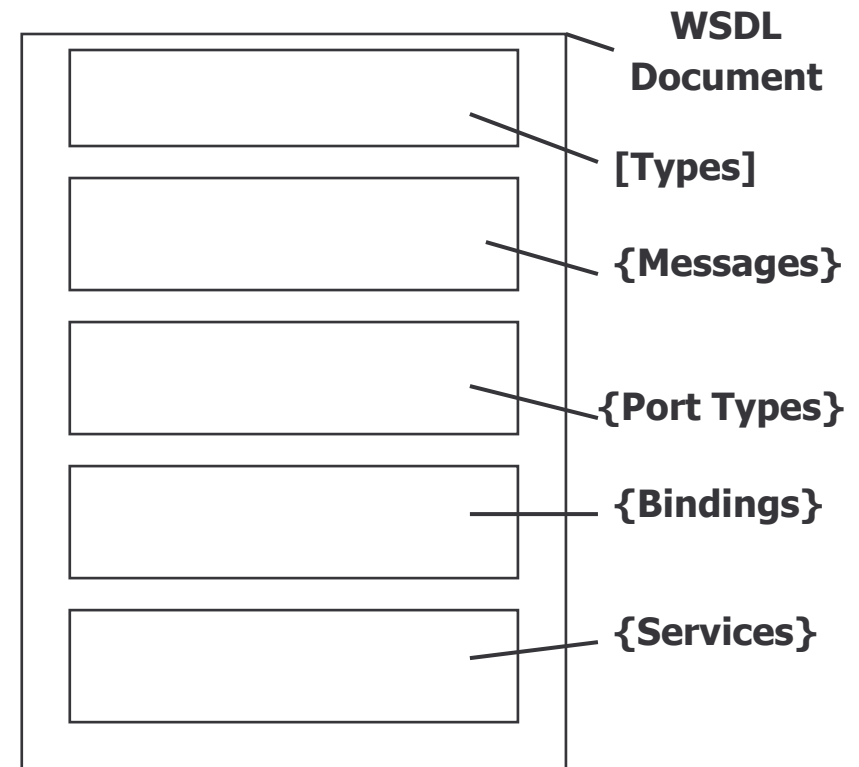 WSDL
Document
[Types]
{Messages}
{Port Types}
{Bindings}
{Services}